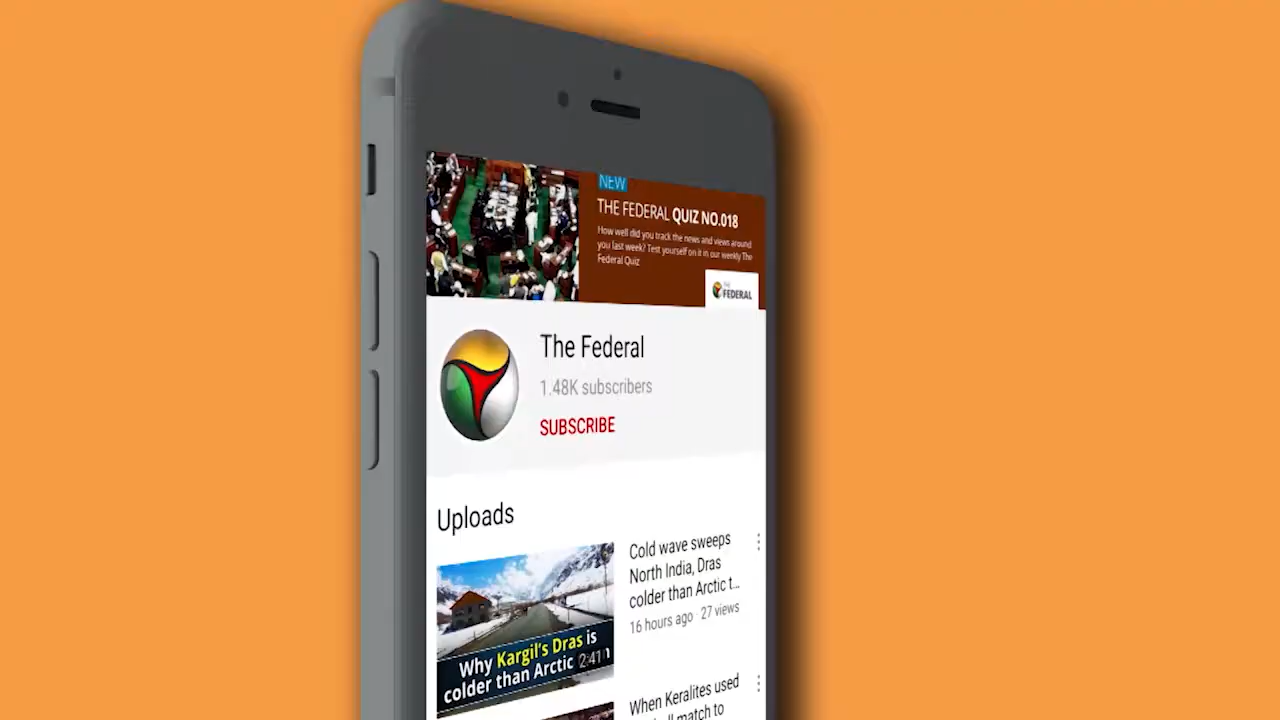 NEW
THE FEDERAL QUIZ NO.018
How well did you track the news and views around
you last week? Test yourself on it in our weekly The
Federal Quiz
THE
FEDERAL
The Federal
1.48K subscribers
SUBSCRIBE
Uploads
Cold wave sweeps
North India, Dras
colder than Arctic t...
16 hours ago · 27 views
Why Kargil's Dras is
colder than Arctic
2:41
When Keralites used
match to